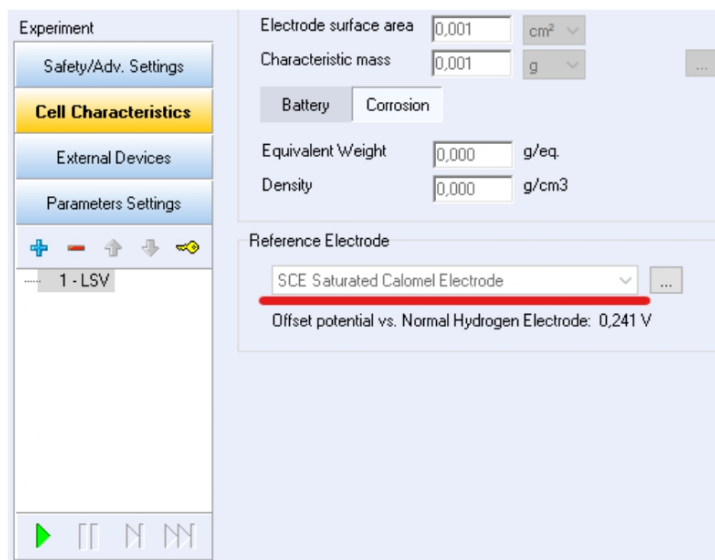 Experiment
Safety/Adv. Settings
Cell Characteristics
External Devices
Parameters Settings
1 - LSV
Electrode surface area 0,001 cm²
Characteristic mass 0,001 g ...
Battery Corrosion
Equivalent Weight 0,000 g/eq.
Density 0,000 g/cm3
Reference Electrode
SCE Saturated Calomel Electrode ...
Offset potential vs. Normal Hydrogen Electrode: 0,241 V